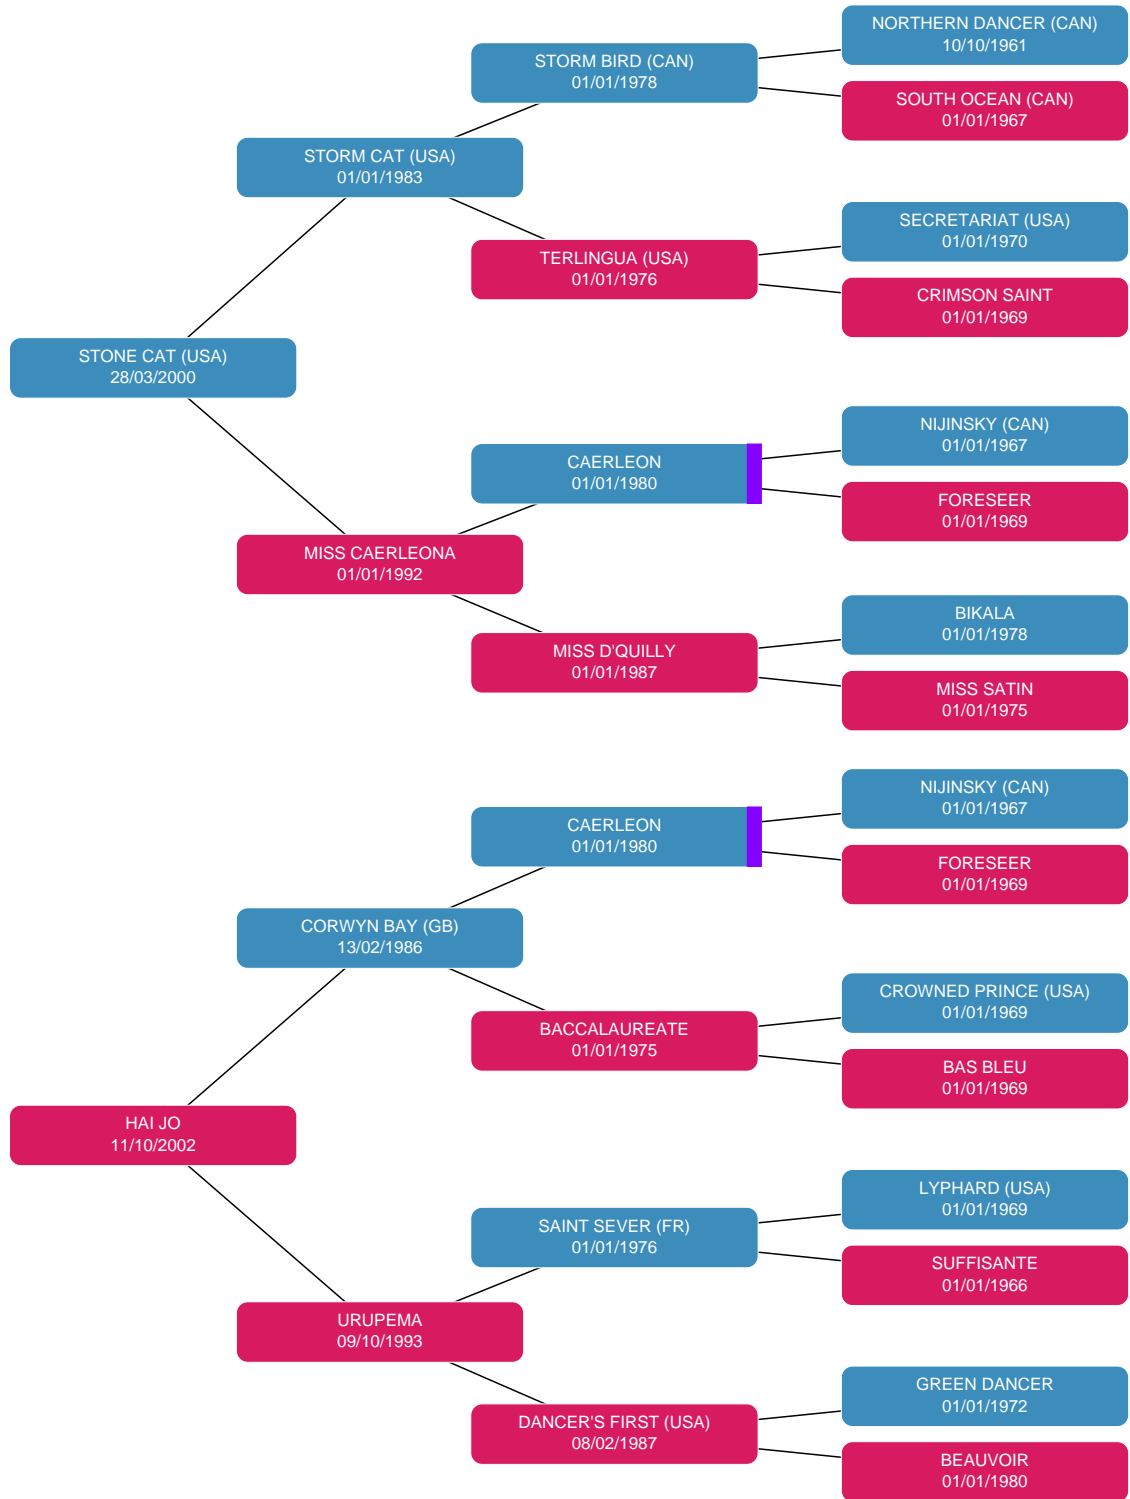 NORTHERN DANCER (CAN)
10/10/1961
STORM BIRD (CAN)
01/01/1978
SOUTH OCEAN (CAN)
01/01/1967
STORM CAT (USA)
01/01/1983
SECRETARIAT (USA)
01/01/1970
TERLINGUA (USA)
01/01/1976
CRIMSON SAINT
01/01/1969
STONE CAT (USA)
28/03/2000
NIJINSKY (CAN)
01/01/1967
CAERLEON
01/01/1980
FORESEER
01/01/1969
MISS CAERLEONA
01/01/1992
BIKALA
01/01/1978
MISS D'QUILLY
01/01/1987
MISS SATIN
01/01/1975
NIJINSKY (CAN)
01/01/1967
CAERLEON
01/01/1980
FORESEER
01/01/1969
CORWYN BAY (GB)
13/02/1986
CROWNED PRINCE (USA)
01/01/1969
BACCALAUREATE
01/01/1975
BAS BLEU
01/01/1969
HAI JO
11/10/2002
LYPHARD (USA)
01/01/1969
SAINT SEVER (FR)
01/01/1976
SUFFISANTE
01/01/1966
URUPEMA
09/10/1993
GREEN DANCER
01/01/1972
DANCER'S FIRST (USA)
08/02/1987
BEAUVOIR
01/01/1980